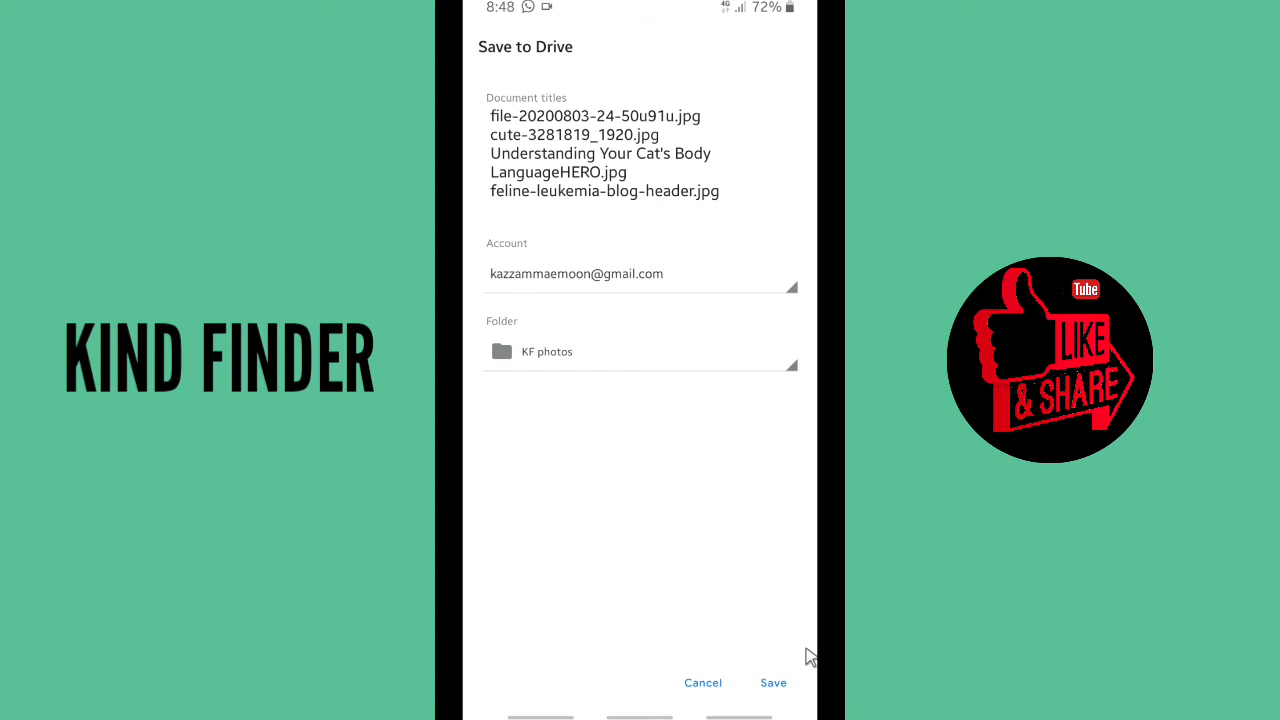 8:48
4G
72%
Save to Drive
Document titles
file-20200803-24-50u91u.jpg
cute-3281819_1920.jpg
Understanding Your Cat's Body
LanguageHERO.jpg
feline-leukemia-blog-header.jpg
Account
kazzammaemoon@gmail.com
Folder
KF photos
Cancel
Save
KIND FINDER
Tube
LIKE
& SHARE